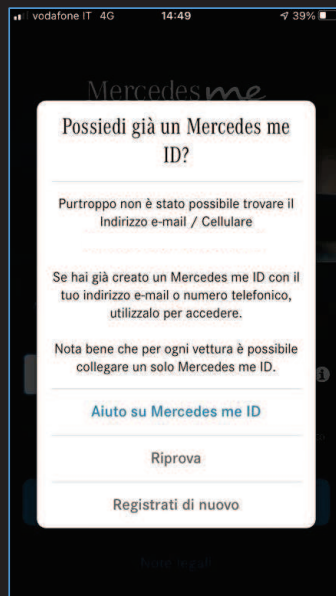 vodafone IT 4G 14:49 39%
Mercedes me
Possiedi già un Mercedes me
ID?
Purtroppo non è stato possibile trovare il
Indirizzo e-mail / Cellulare
Se hai già creato un Mercedes me ID con il
tuo indirizzo e-mail o numero telefonico,
utilizzalo per accedere.
Nota bene che per ogni vettura è possibile
collegare un solo Mercedes me ID.
Aiuto su Mercedes me ID
Riprova
Registrati di nuovo
Note legali